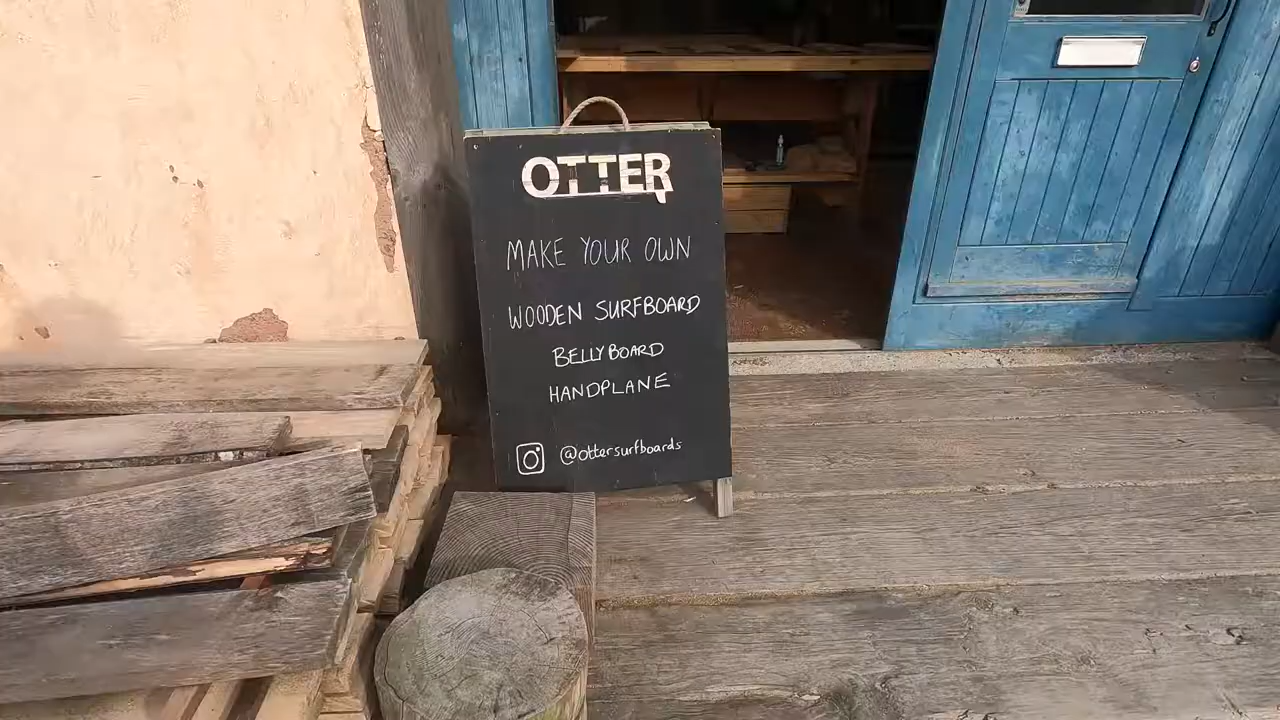 OTTER
MAKE YOUR OWN
WOODEN SURFBOARD
BELLYBOARD
HANDPLANE
@ottersurfboards